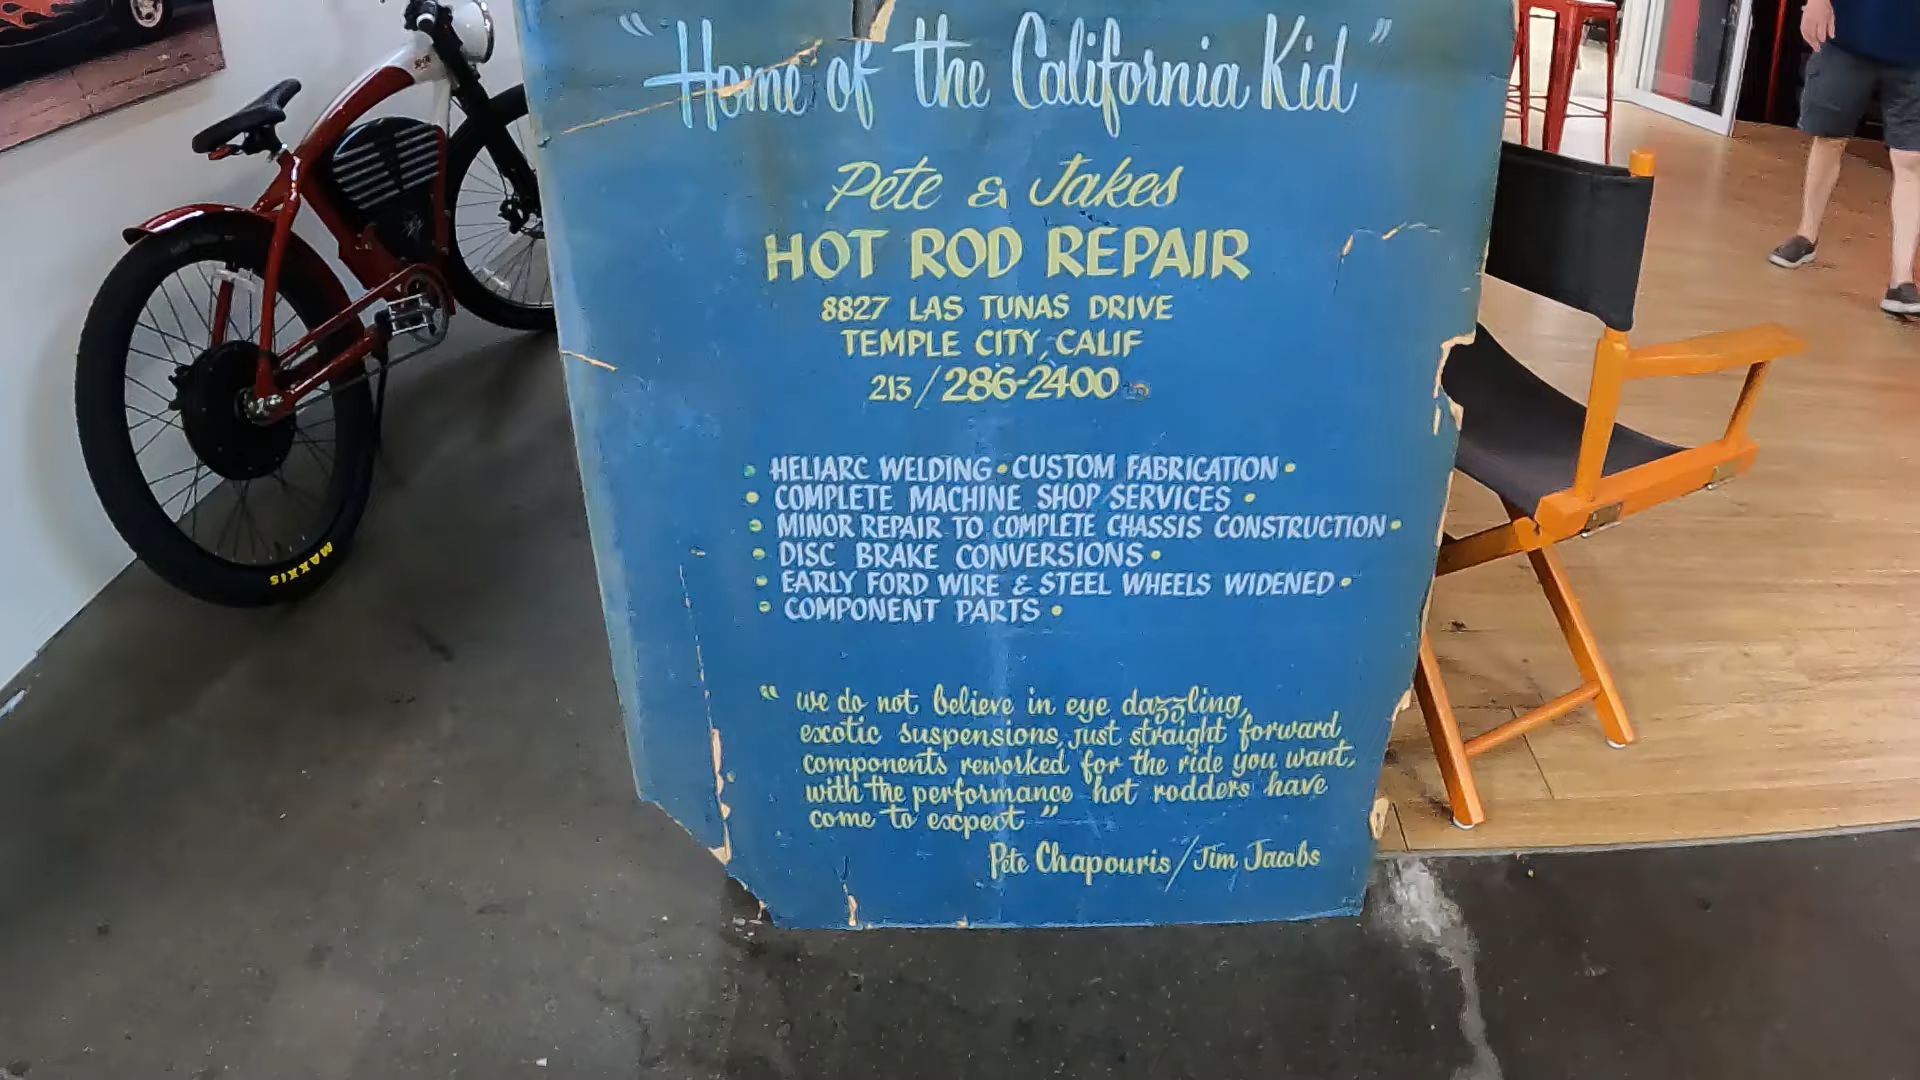 "Home of the California Kid"
Pete & Jakes
HOT ROD REPAIR
8827 LAS TUNAS DRIVE
TEMPLE CITY, CALIF
213/286-2400
• HELIARC WELDING • CUSTOM FABRICATION •
• COMPLETE MACHINE SHOP SERVICES •
• MINOR REPAIR TO COMPLETE CHASSIS CONSTRUCTION •
• DISC BRAKE CONVERSIONS •
• EARLY FORD WIRE & STEEL WHEELS WIDENED •
• COMPONENT PARTS •
"we do not believe in eye dazzling,
exotic suspensions, just straight forward
components reworked for the ride you want,
with the performance hot rodders have
come to excpect"
Pete Chapouris/Jim Jacobs
MAXXIS